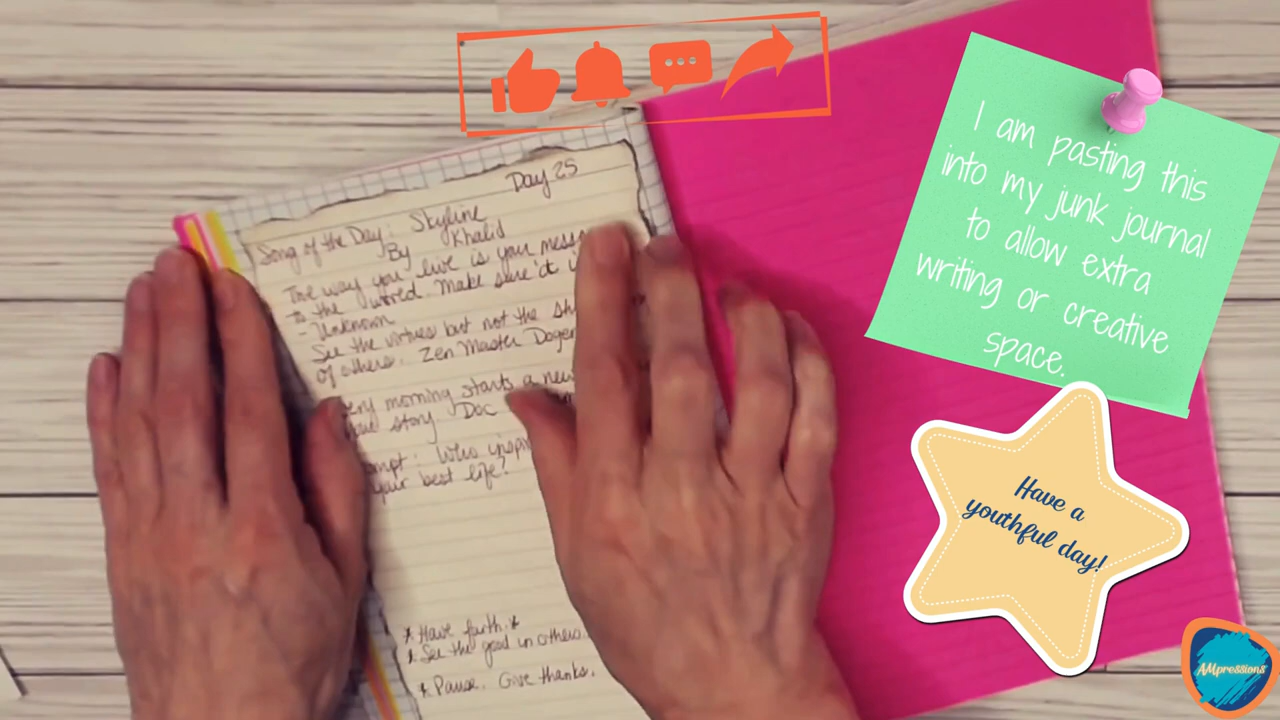 Day 25
Song of the Day: Skyline
By Khalid
The way you live is your mess
to the world. Make sure it
- Unknown
See the virtues but not the sh
of others. Zen Master Dogen
ery morning starts a new
your story Doc
ompt: Who inspi
your best life?
* Have faith. *
* See the good in others.
* Pause. Give thanks.
I am pasting this
into my junk journal
to allow extra
writing or creative
space.
Have a
youthful day!
AMpressions